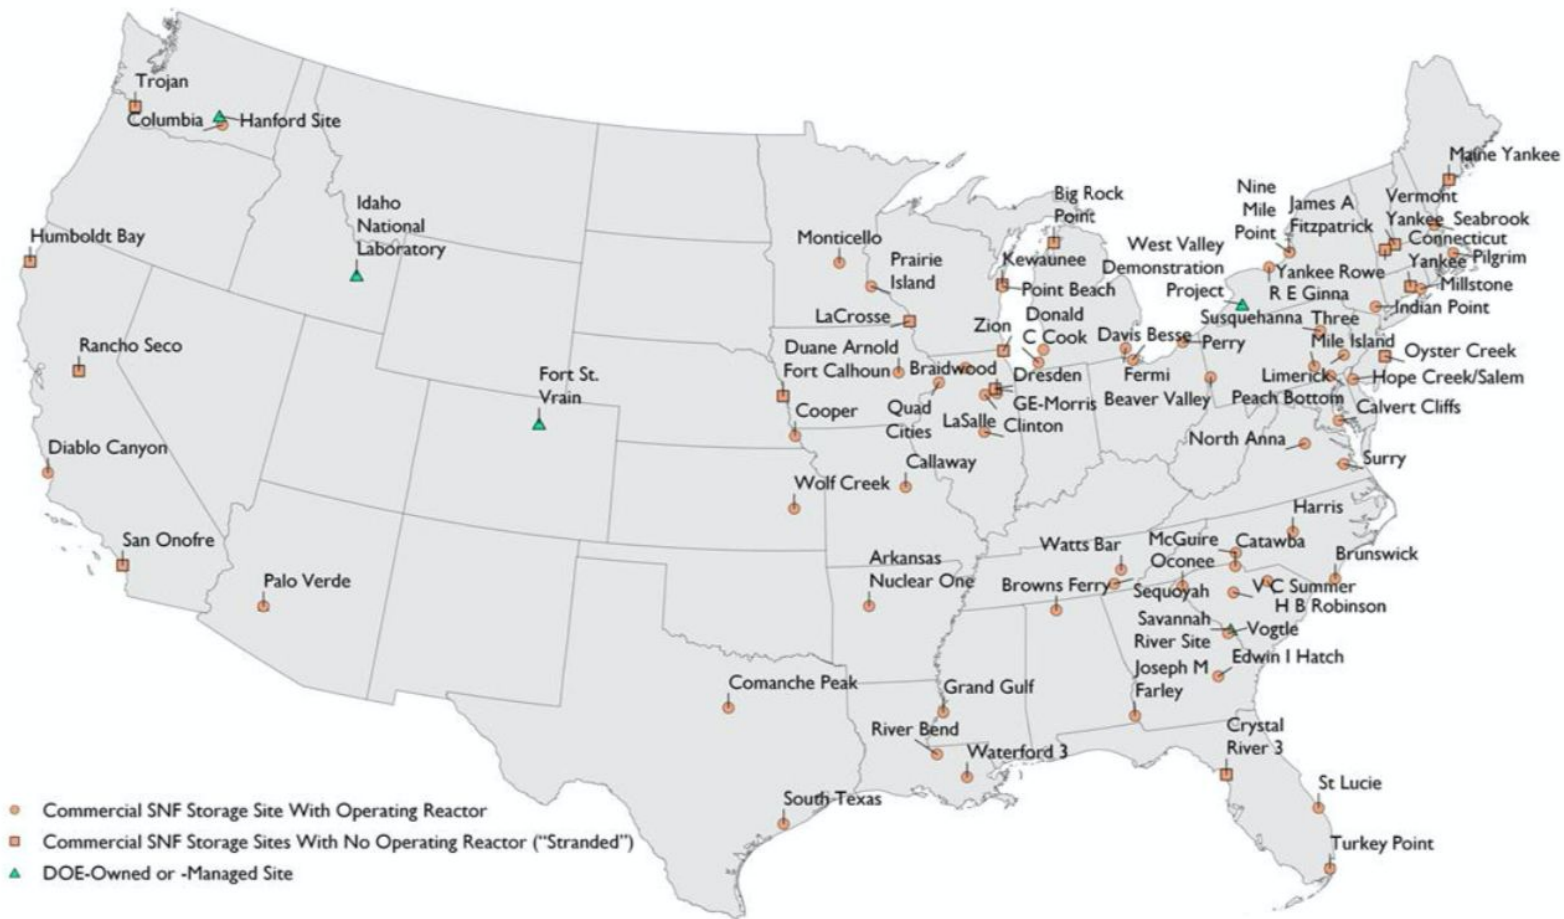 Trojan
Columbia
Hanford Site
Idaho
National
Laboratory
Humboldt Bay
Rancho Seco
Diablo Canyon
San Onofre
Palo Verde
Fort St.
Vrain
Monticello
Prairie
Island
LaCrosse
Duane Arnold
Fort Calhoun
Cooper
Wolf Creek
Callaway
Quad
Cities
Braidwood
LaSalle
Clinton
GE-Morris
Dresden
Zion
Kewaunee
Point Beach
Big Rock
Point
Donald
C Cook
Davis Besse
Fermi
Perry
Beaver Valley
West Valley
Demonstration
Project
Nine
Mile
Point
James A
Fitzpatrick
R E Ginna
Maine Yankee
Vermont
Yankee
Seabrook
Connecticut
Yankee
Pilgrim
Yankee Rowe
Millstone
Indian Point
Susquehanna
Three
Mile Island
Oyster Creek
Limerick
Hope Creek/Salem
Peach Bottom
Calvert Cliffs
North Anna
Surry
Harris
McGuire
Catawba
Oconee
Brunswick
Watts Bar
Browns Ferry
Sequoyah
V C Summer
H B Robinson
Savannah
River Site
Vogtle
Edwin I Hatch
Joseph M
Farley
Arkansas
Nuclear One
Comanche Peak
Grand Gulf
River Bend
Waterford 3
South Texas
Crystal
River 3
St Lucie
Turkey Point
Commercial SNF Storage Site With Operating Reactor
Commercial SNF Storage Sites With No Operating Reactor (“Stranded”)
DOE-Owned or -Managed Site